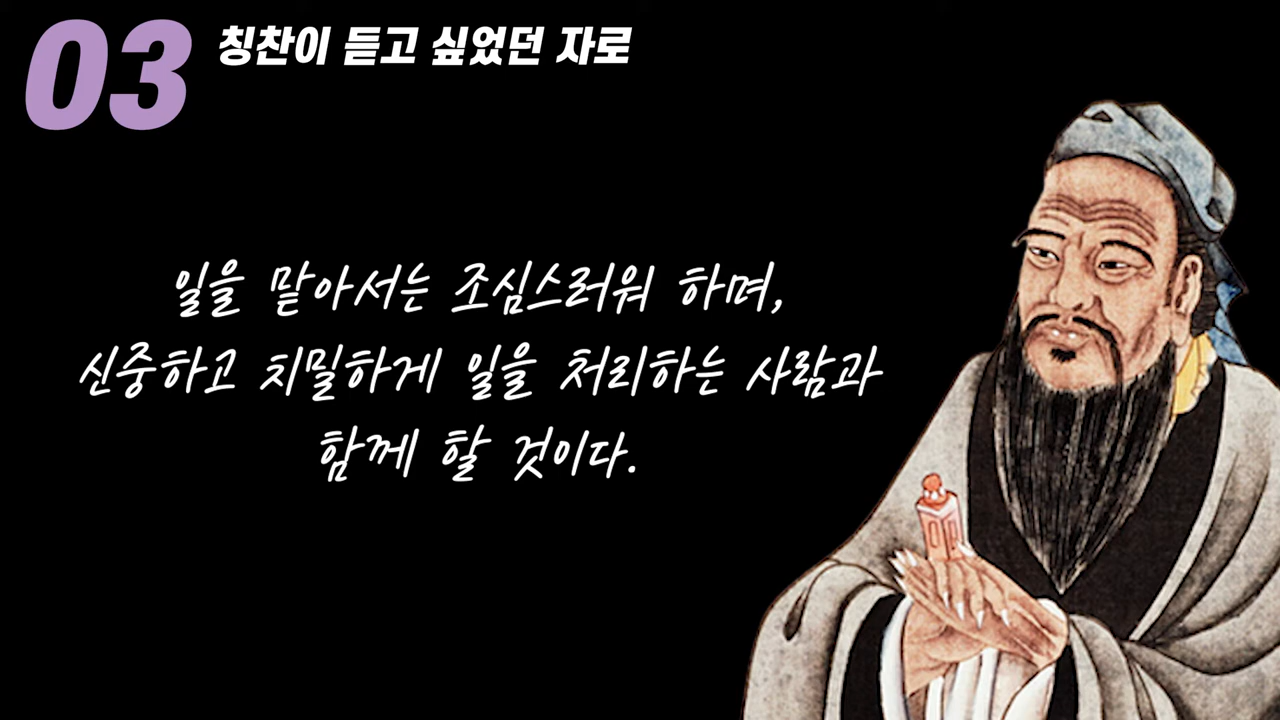 03 칭찬이 듣고 싶었던 자로
일을 맡아서는 조심스러워 하며,
신중하고 치밀하게 일을 처리하는 사람과
함께 할 것이다.